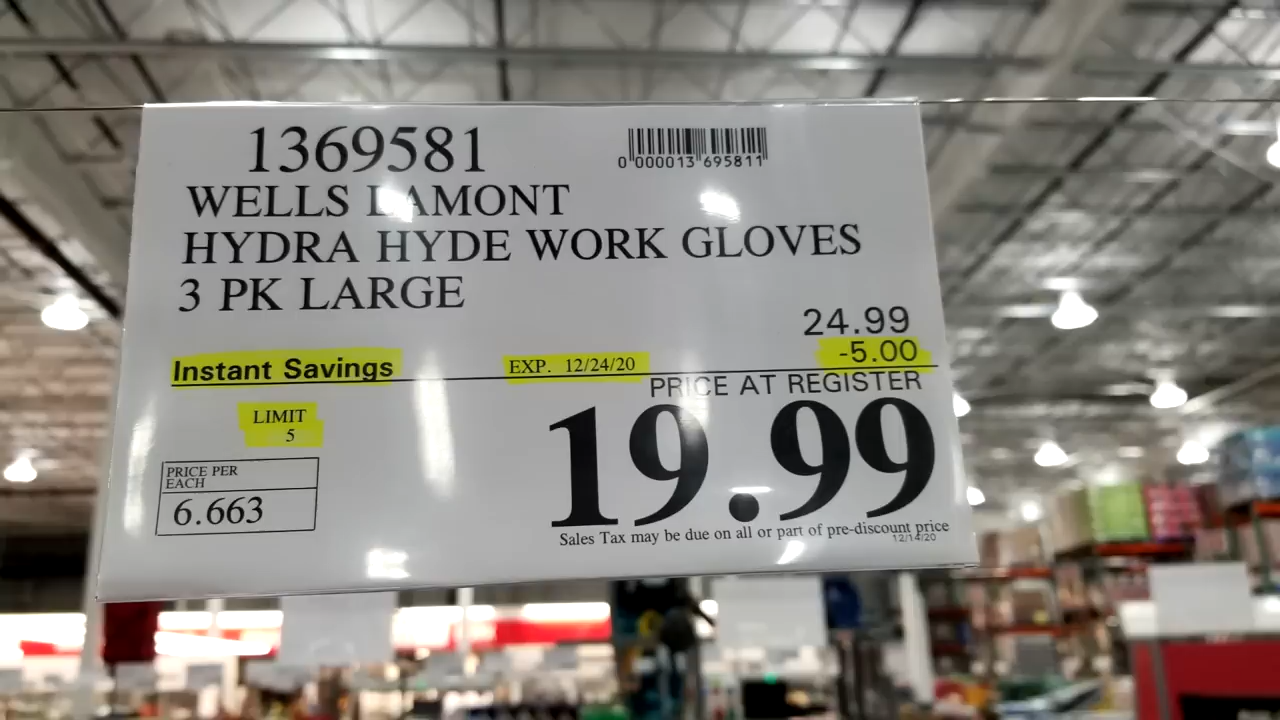 1369581
0 000013 695811
WELLS LAMONT
HYDRA HYDE WORK GLOVES
3 PK LARGE
24.99
Instant Savings EXP. 12/24/20 -5.00
PRICE AT REGISTER
LIMIT
5
19.99
PRICE PER
EACH
6.663
Sales Tax may be due on all or part of pre-discount price
12/14/20